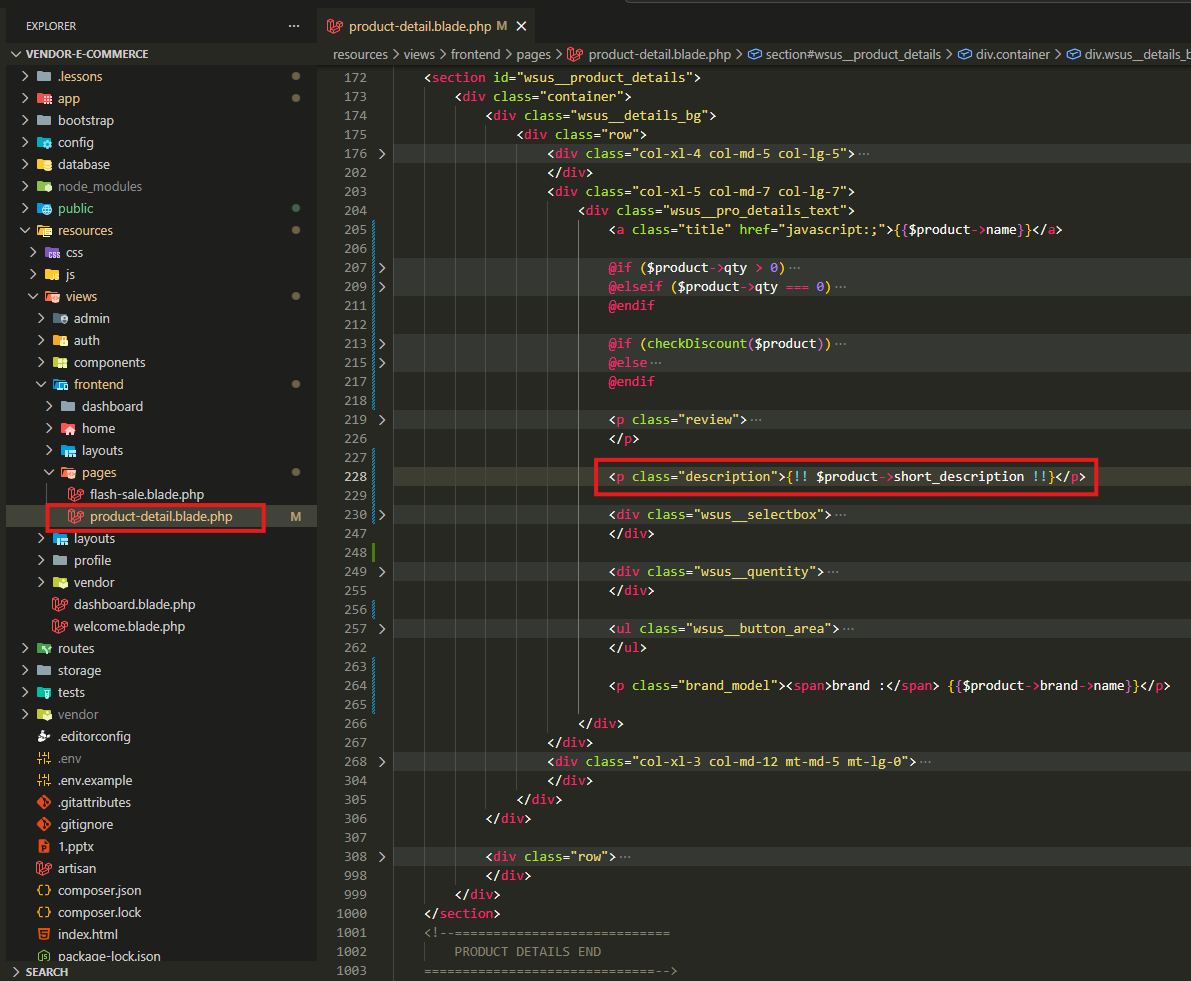 EXPLORER
VENDOR-E-COMMERCE
.lessons
app
bootstrap
config
database
node_modules
public
resources
css
js
views
admin
auth
components
frontend
dashboard
home
layouts
pages
flash-sale.blade.php
product-detail.blade.php M
layouts
profile
vendor
dashboard.blade.php
welcome.blade.php
routes
storage
tests
vendor
.editorconfig
.env
.env.example
.gitattributes
.gitignore
1.pptx
artisan
composer.json
composer.lock
index.html
package-lock.json
SEARCH
product-detail.blade.php M
resources > views > frontend > pages > product-detail.blade.php > section#wsus__product_details > div.container > div.wsus__details_b
172 <section id="wsus__product_details">
173 <div class="container">
174 <div class="wsus__details_bg">
175 <div class="row">
176 <div class="col-xl-4 col-md-5 col-lg-5">…
202 </div>
203 <div class="col-xl-5 col-md-7 col-lg-7">
204 <div class="wsus__pro_details_text">
205 <a class="title" href="javascript:;">{{$product->name}}</a>
206
207 @if ($product->qty > 0)…
209 @elseif ($product->qty === 0)…
211 @endif
212
213 @if (checkDiscount($product))…
215 @else…
217 @endif
218
219 <p class="review">…
226 </p>
227
228 <p class="description">{!! $product->short_description !!}</p>
229
230 <div class="wsus__selectbox">…
247 </div>
248
249 <div class="wsus__quentity">…
255 </div>
256
257 <ul class="wsus__button_area">…
262 </ul>
263
264 <p class="brand_model"><span>brand :</span> {{$product->brand->name}}</p>
265
266 </div>
267 </div>
268 <div class="col-xl-3 col-md-12 mt-md-5 mt-lg-0">…
304 </div>
305 </div>
306 </div>
307
308 <div class="row">…
998 </div>
999 </div>
1000 </section>
1001 <!--============================
1002 PRODUCT DETAILS END
1003 ==============================-->